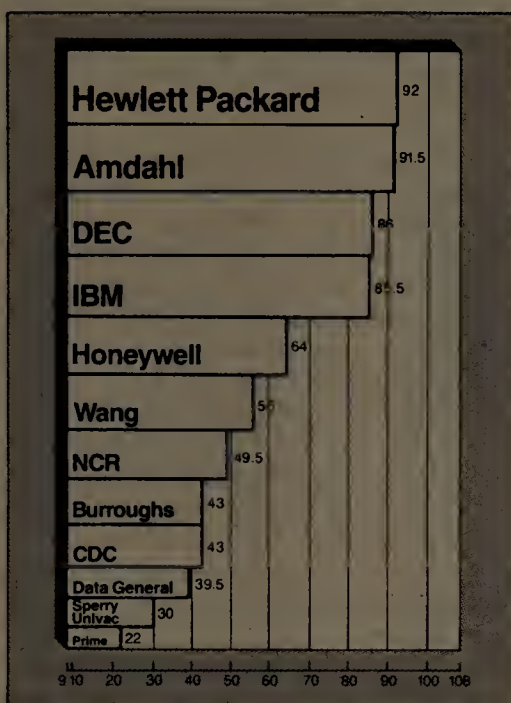 Hewlett Packard 92
Amdahl 91.5
DEC 86
IBM 85.5
Honeywell 64
Wang
NCR 49.5
Burroughs 43
CDC 43
Data General 39.5
Sperry
Univac 30
Prime 22
9 10 20 30 40 50 60 70 80 90 100 108